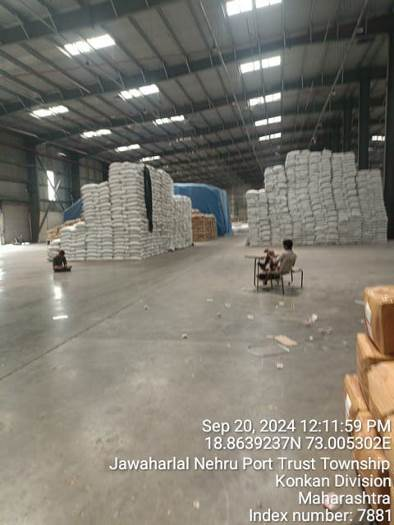 Sep 20, 2024 12:11:59 PM
18.8639237N 73.005302E
Jawaharlal Nehru Port Trust Township
Konkan Division
Maharashtra
Index number: 7881